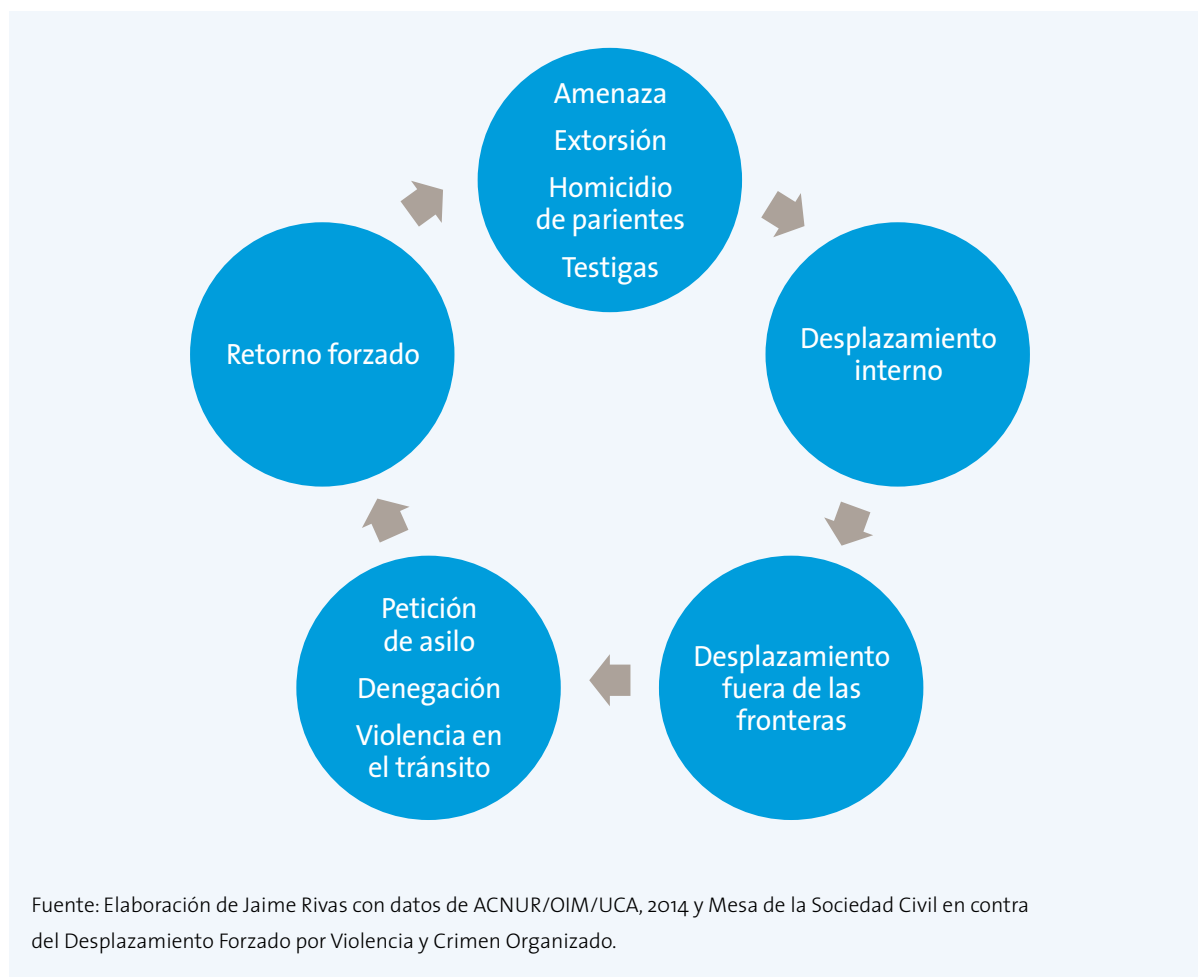 Amenaza
Extorsión
Homicidio
de parientes
Testigas
Desplazamiento
interno
Desplazamiento
fuera de las
fronteras
Petición
de asilo
Denegación
Violencia en
el tránsito
Retorno forzado
Fuente: Elaboración de Jaime Rivas con datos de ACNUR/OIM/UCA, 2014 y Mesa de la Sociedad Civil en contra
del Desplazamiento Forzado por Violencia y Crimen Organizado.